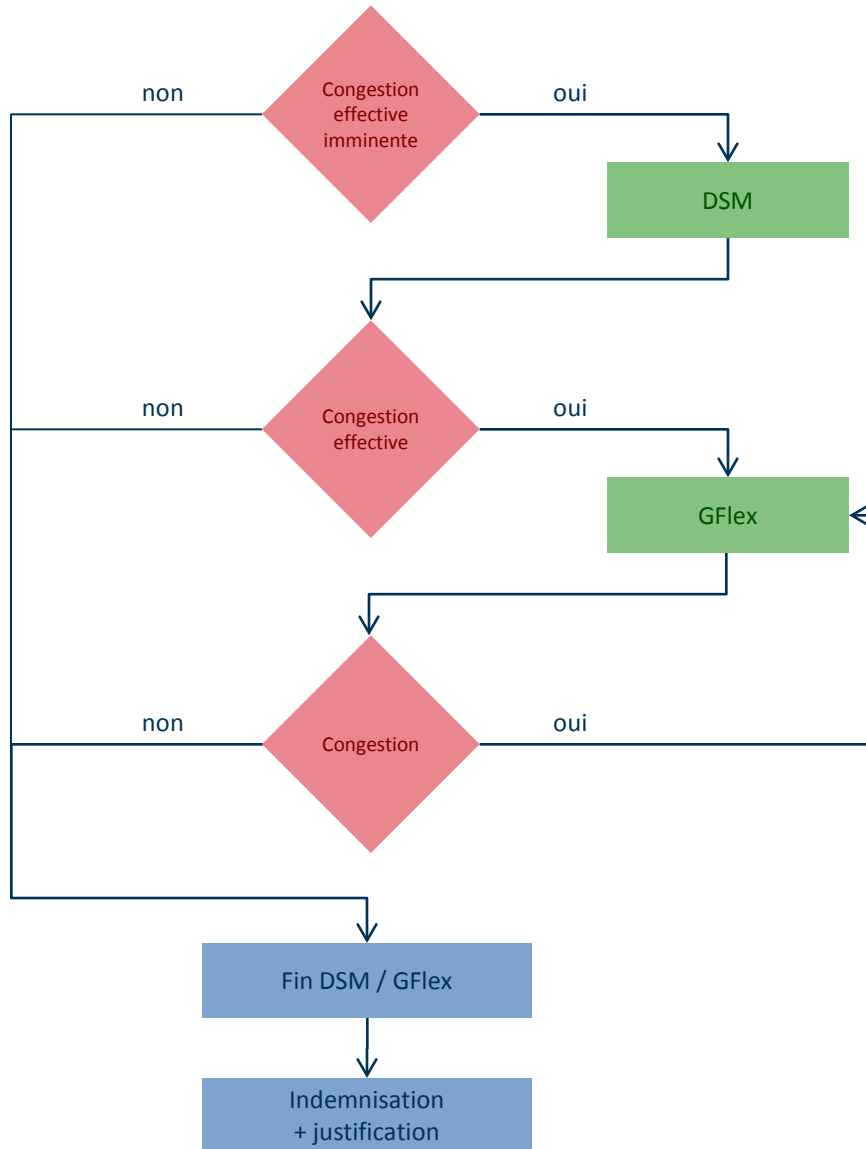 Congestion
effective
imminente
non
oui
DSM
Congestion
effective
non
oui
GFlex
Congestion
non
oui
Fin DSM / GFlex
Indemnisation
+ justification